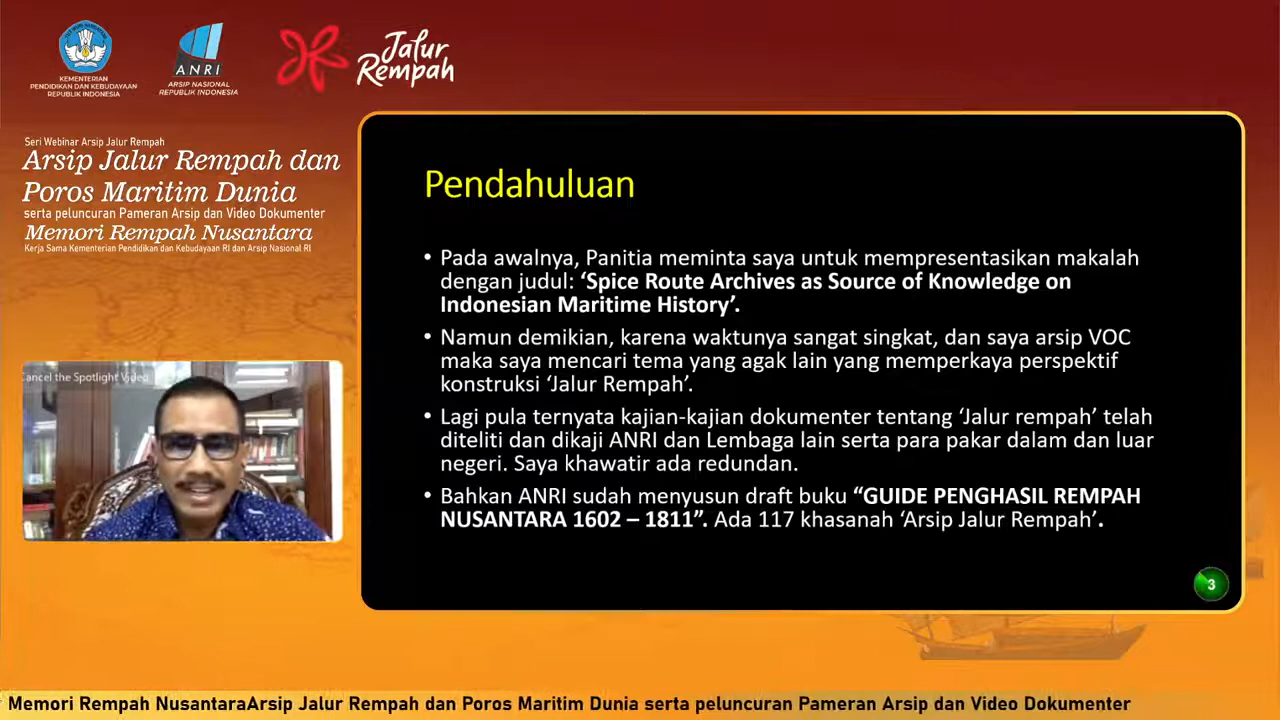 KEMENTERIAN
PENDIDIKAN DAN KEBUDAYAAN
REPUBLIK INDONESIA
ANRI
ARSIP NASIONAL
REPUBLIK INDONESIA
Jalur
Rempah
Seri Webinar Arsip Jalur Rempah
Arsip Jalur Rempah dan
Poros Maritim Dunia
serta peluncuran Pameran Arsip dan Video Dokumenter
Memori Rempah Nusantara
Kerja Sama Kementerian Pendidikan dan Kebudayaan RI dan Arsip Nasional RI
Cancel the Spotlight Video
Pendahuluan
• Pada awalnya, Panitia meminta saya untuk mempresentasikan makalah
dengan judul: ‘Spice Route Archives as Source of Knowledge on
Indonesian Maritime History’.
• Namun demikian, karena waktunya sangat singkat, dan saya arsip VOC
maka saya mencari tema yang agak lain yang memperkaya perspektif
konstruksi ‘Jalur Rempah’.
• Lagi pula ternyata kajian-kajian dokumenter tentang ‘Jalur rempah’ telah
diteliti dan dikaji ANRI dan Lembaga lain serta para pakar dalam dan luar
negeri. Saya khawatir ada redundan.
• Bahkan ANRI sudah menyusun draft buku “GUIDE PENGHASIL REMPAH
NUSANTARA 1602 – 1811”. Ada 117 khasanah ‘Arsip Jalur Rempah’.
3
Memori Rempah NusantaraArsip Jalur Rempah dan Poros Maritim Dunia serta peluncuran Pameran Arsip dan Video Dokumenter